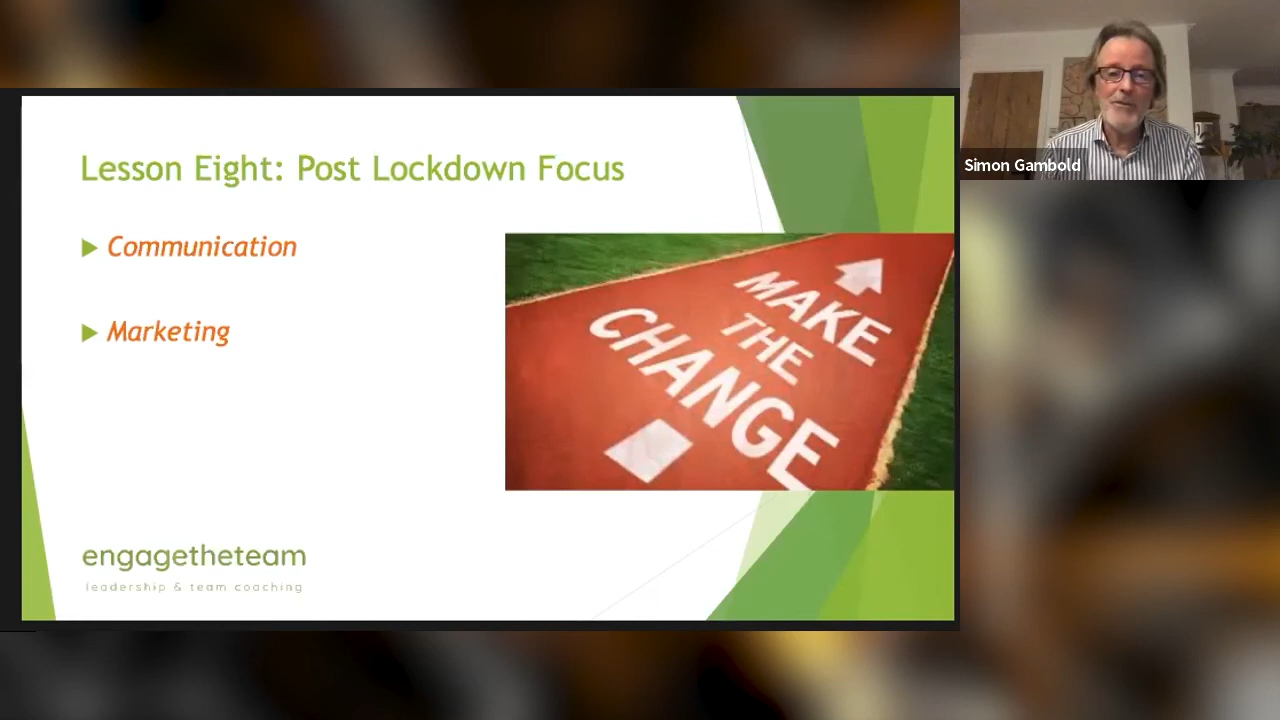 Lesson Eight: Post Lockdown Focus
Communication
Marketing
MAKE
THE
CHANGE
engagetheteam
leadership & team coaching
Simon Gambold